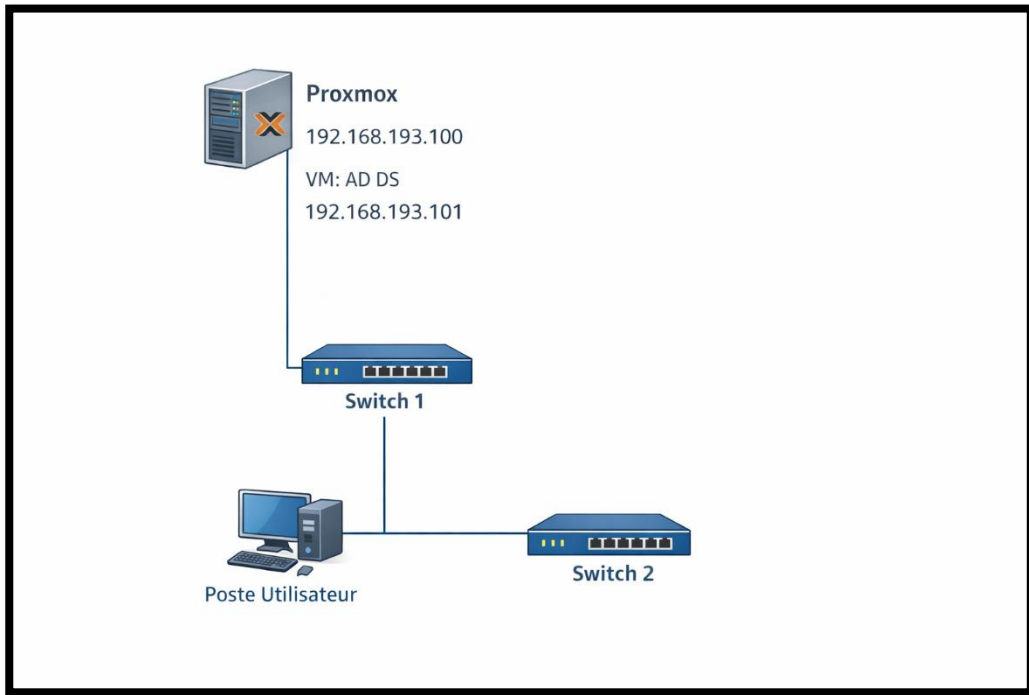 Proxmox
192.168.193.100
VM: AD DS
192.168.193.101
Switch 1
Poste Utilisateur
Switch 2